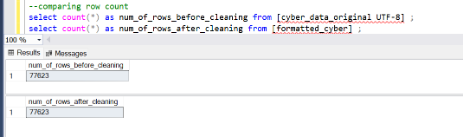 --comparing row count
select count(*) as num_of_rows_before_cleaning from [cyber_data_original UTF-8] ;
select count(*) as num_of_rows_after_cleaning from [formatted_cyber] ;
100 %
Results Messages
num_of_rows_before_cleaning
1 77623
num_of_rows_after_cleaning
1 77623